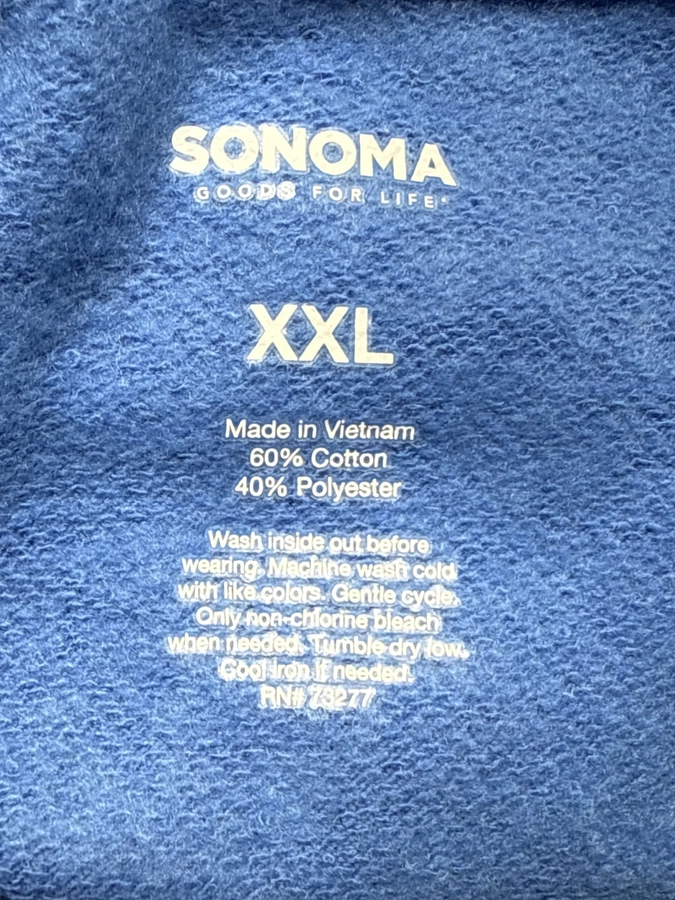 SONOMA
GOODS FOR LIFE®
XXL
Made in Vietnam
60% Cotton
40% Polyester
Wash inside out before
wearing. Machine wash cold
with like colors. Gentle cycle.
Only non-chlorine bleach
when needed. Tumble dry low.
Cool iron if needed.
RN# 73277